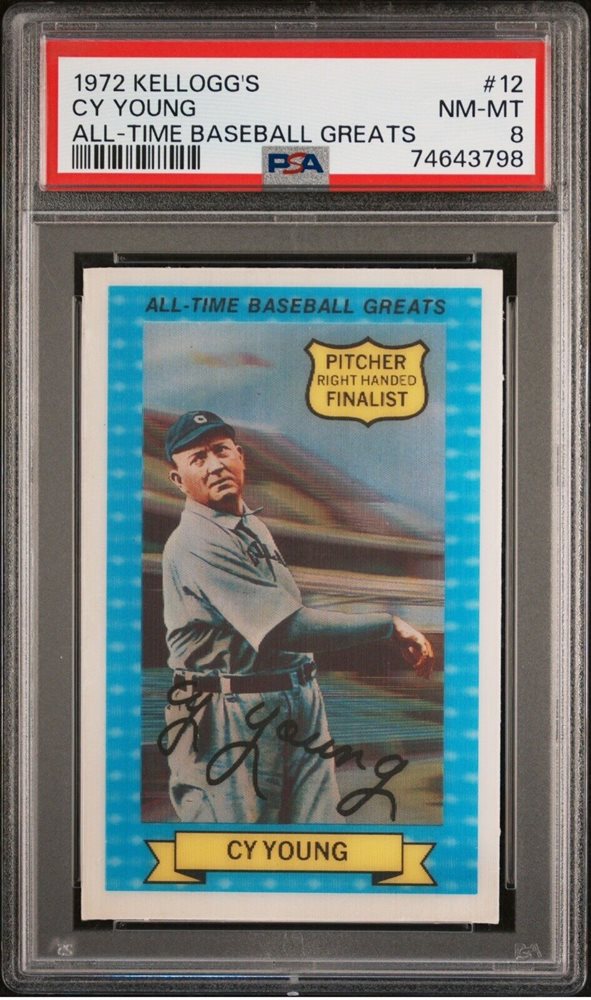 1972 KELLOGG'S #12
CY YOUNG NM-MT
ALL-TIME BASEBALL GREATS 8
PSA 74643798
ALL-TIME BASEBALL GREATS
PITCHER
RIGHT HANDED
FINALIST
C
Cy Young
CY YOUNG
PSA